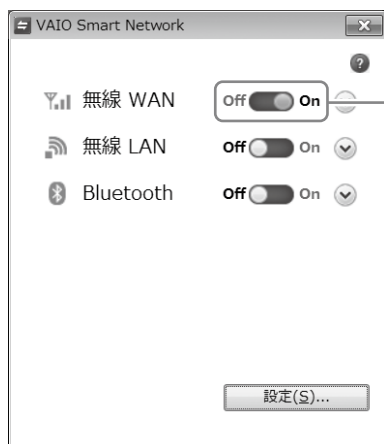 VAIO Smart Network
?
無線 WAN Off On
無線 LAN Off On
Bluetooth Off On
設定(S)...